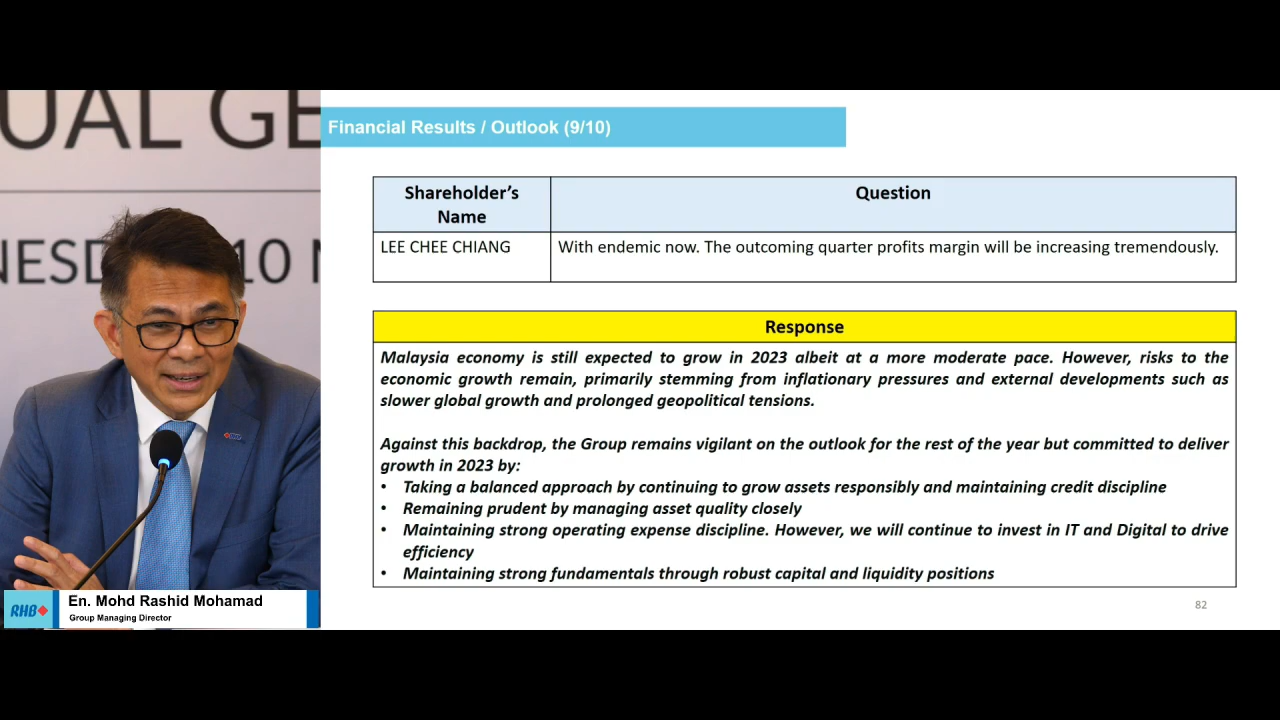 UAL GE
NESD 10 N
RHB
En. Mohd Rashid Mohamad
Group Managing Director
Financial Results / Outlook (9/10)
Shareholder's
Name
Question
LEE CHEE CHIANG
With endemic now. The outcoming quarter profits margin will be increasing tremendously.
Response
Malaysia economy is still expected to grow in 2023 albeit at a more moderate pace. However, risks to the
economic growth remain, primarily stemming from inflationary pressures and external developments such as
slower global growth and prolonged geopolitical tensions.
Against this backdrop, the Group remains vigilant on the outlook for the rest of the year but committed to deliver
growth in 2023 by:
• Taking a balanced approach by continuing to grow assets responsibly and maintaining credit discipline
• Remaining prudent by managing asset quality closely
• Maintaining strong operating expense discipline. However, we will continue to invest in IT and Digital to drive
efficiency
• Maintaining strong fundamentals through robust capital and liquidity positions
82